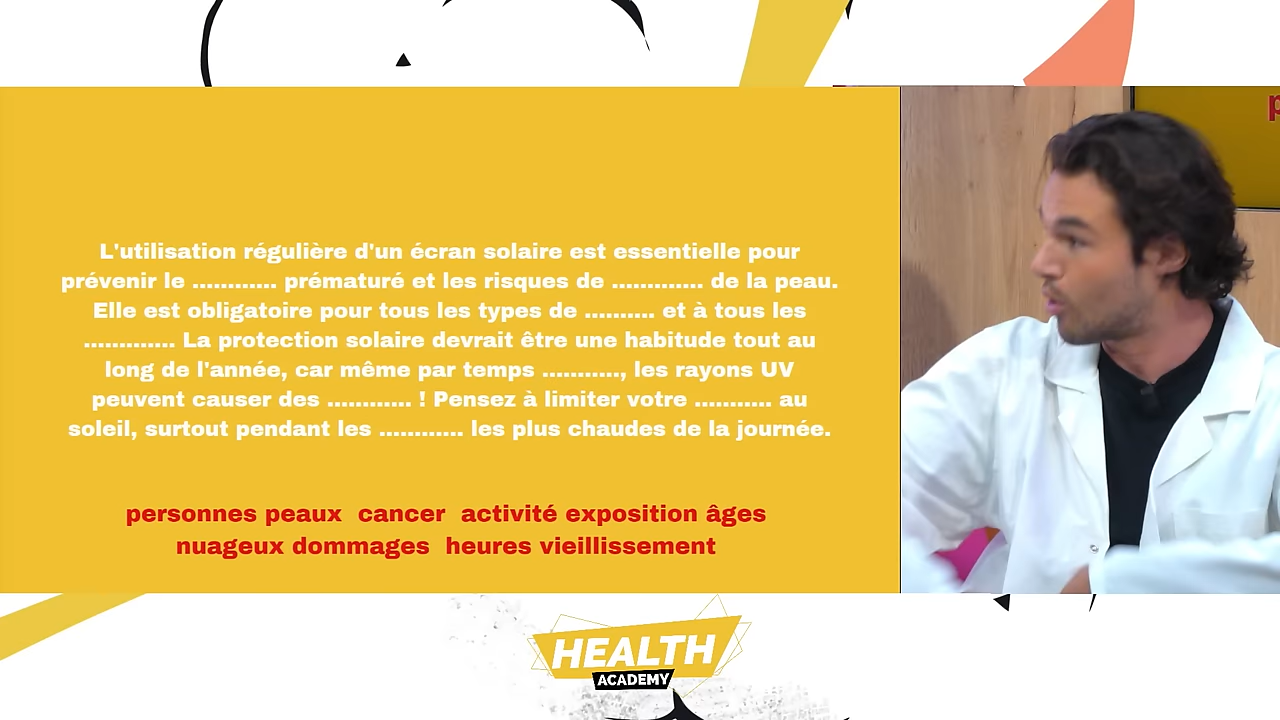 L'utilisation régulière d'un écran solaire est essentielle pour
prévenir le ............ prématuré et les risques de ............. de la peau.
Elle est obligatoire pour tous les types de .......... et à tous les
............. La protection solaire devrait être une habitude tout au
long de l'année, car même par temps ..........., les rayons UV
peuvent causer des ............ ! Pensez à limiter votre ........... au
soleil, surtout pendant les ............ les plus chaudes de la journée.
personnes peaux cancer activité exposition âges
nuageux dommages heures vieillissement
HEALTH
ACADEMY